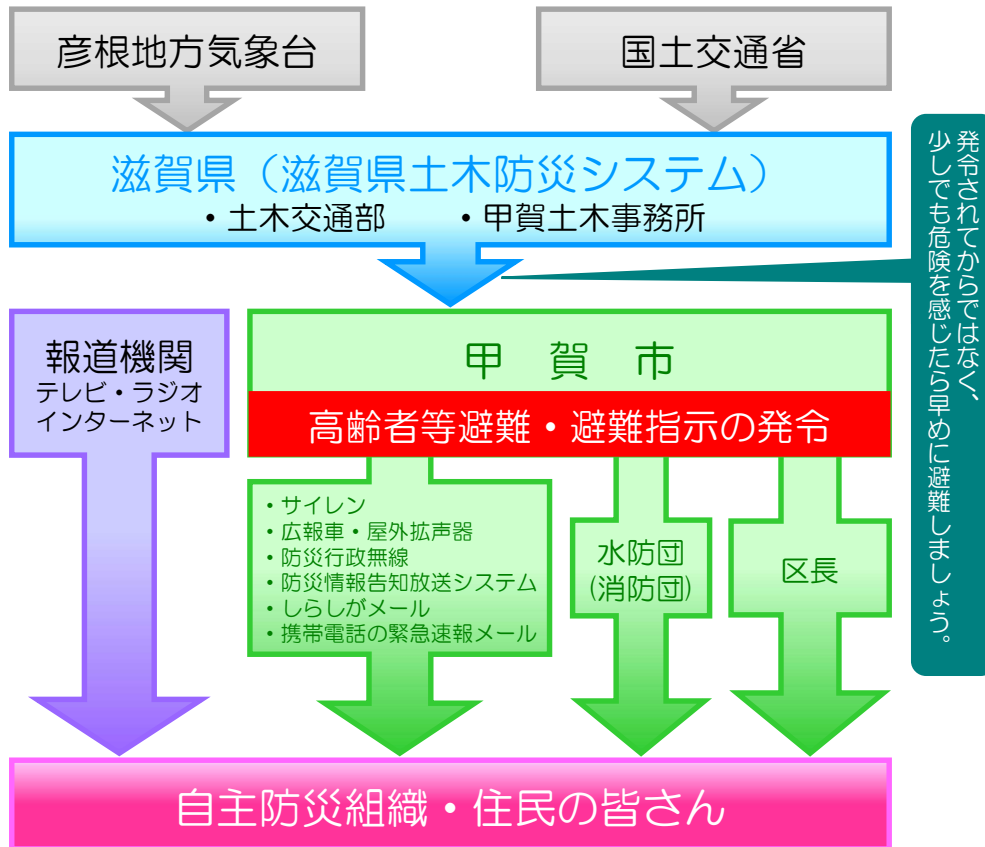 彦根地方気象台
国土交通省
滋賀県（滋賀県土木防災システム）
・土木交通部　・甲賀土木事務所
発令されてからではなく、
少しでも危険を感じたら早めに避難しましょう。
報道機関
テレビ・ラジオ
インターネット
甲　賀　市
高齢者等避難・避難指示の発令
・サイレン
・広報車・屋外拡声器
・防災行政無線
・防災情報告知放送システム
・しらしがメール
・携帯電話の緊急速報メール
水防団
(消防団)
区長
自主防災組織・住民の皆さん